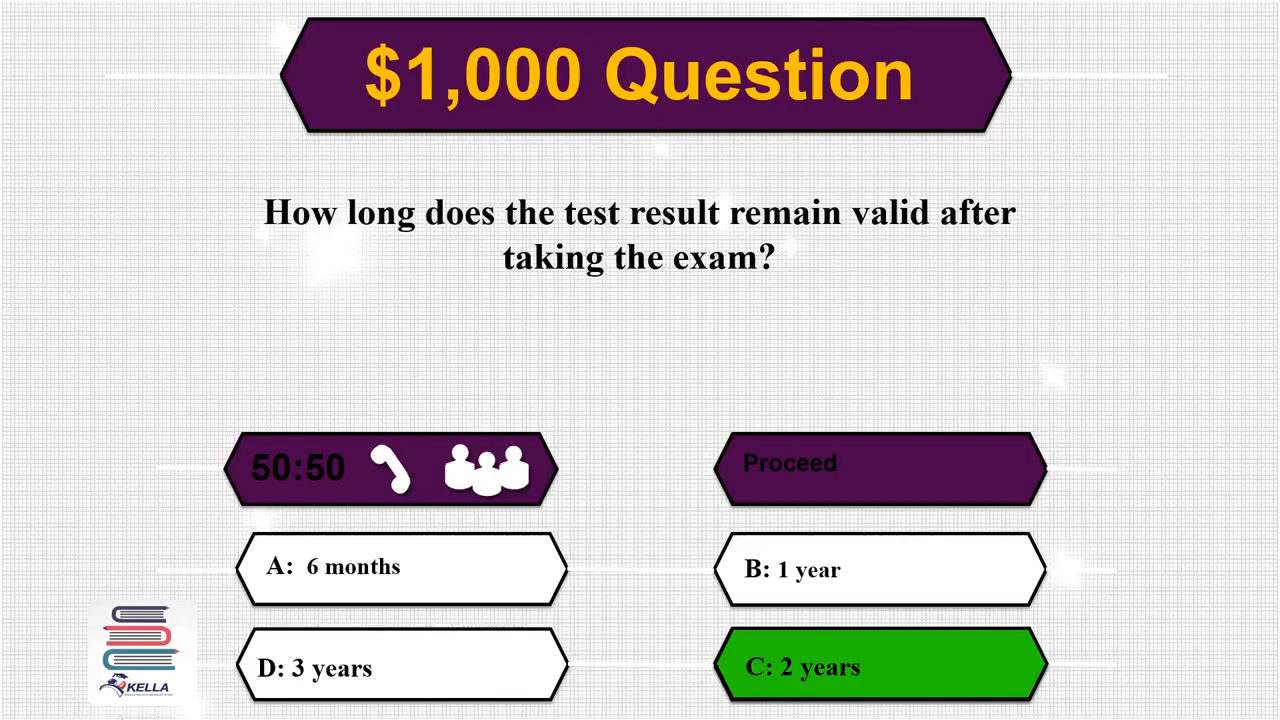 $1,000 Question
How long does the test result remain valid after
taking the exam?
50:50
Proceed
A: 6 months
B: 1 year
D: 3 years
C: 2 years
KELLA